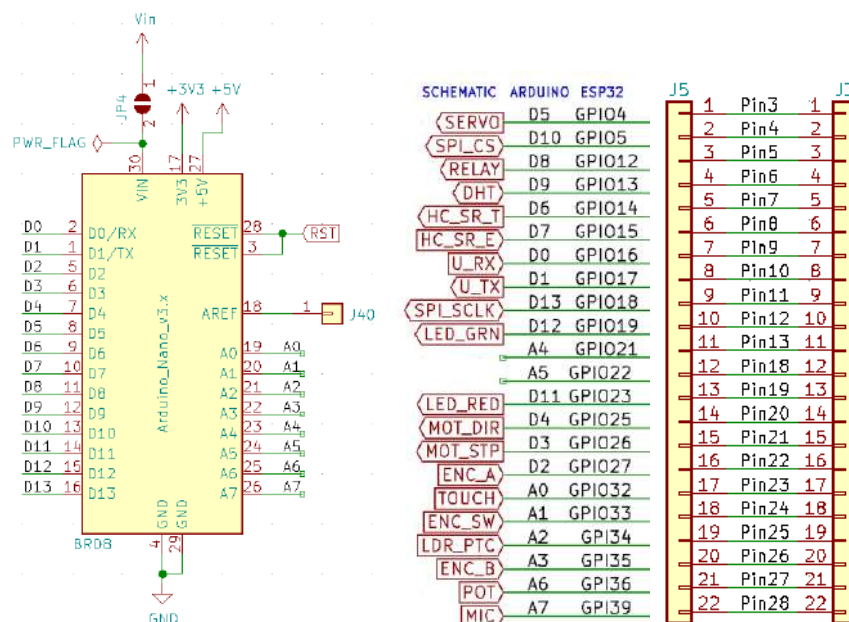 Vin
1
JP4
2
+3V3 +5V
PWR_FLAG
30 17 27
VIN 3V3 +5V
D0 2 D0/RX RESET 28 RST
D1 1 D1/TX RESET 3
D2 5 D2
D3 6 D3
D4 7 D4 AREF 18 1 J40
D5 8 D5
D6 9 D6 A0 19 A0
D7 10 D7 A1 20 A1
D8 11 D8 A2 21 A2
D9 12 D9 A3 22 A3
D10 13 D10 A4 23 A4
D11 14 D11 A5 24 A5
D12 15 D12 A6 25 A6
D13 16 D13 A7 26 A7
Arduino_Nano_v3.x
GND GND
BRD8 4 29
GND
SCHEMATIC ARDUINO ESP32
SERVO D5 GPIO4
SPI_CS D10 GPIO5
RELAY D8 GPIO12
DHT D9 GPIO13
HC_SR_T D6 GPIO14
HC_SR_E D7 GPIO15
U_RX D0 GPIO16
U_TX D1 GPIO17
SPI_SCLK D13 GPIO18
LED_GRN D12 GPIO19
A4 GPIO21
A5 GPIO22
LED_RED D11 GPIO23
MOT_DIR D4 GPIO25
MOT_STP D3 GPIO26
ENC_A D2 GPIO27
TOUCH A0 GPIO32
ENC_SW A1 GPIO33
LDR_PTC A2 GPI34
ENC_B A3 GPI35
POT A6 GPI36
MIC A7 GPI39
J5
1 Pin3 1
2 Pin4 2
3 Pin5 3
4 Pin6 4
5 Pin7 5
6 Pin8 6
7 Pin9 7
8 Pin10 8
9 Pin11 9
10 Pin12 10
11 Pin13 11
12 Pin18 12
13 Pin19 13
14 Pin20 14
15 Pin21 15
16 Pin22 16
17 Pin23 17
18 Pin24 18
19 Pin25 19
20 Pin26 20
21 Pin27 21
22 Pin28 22